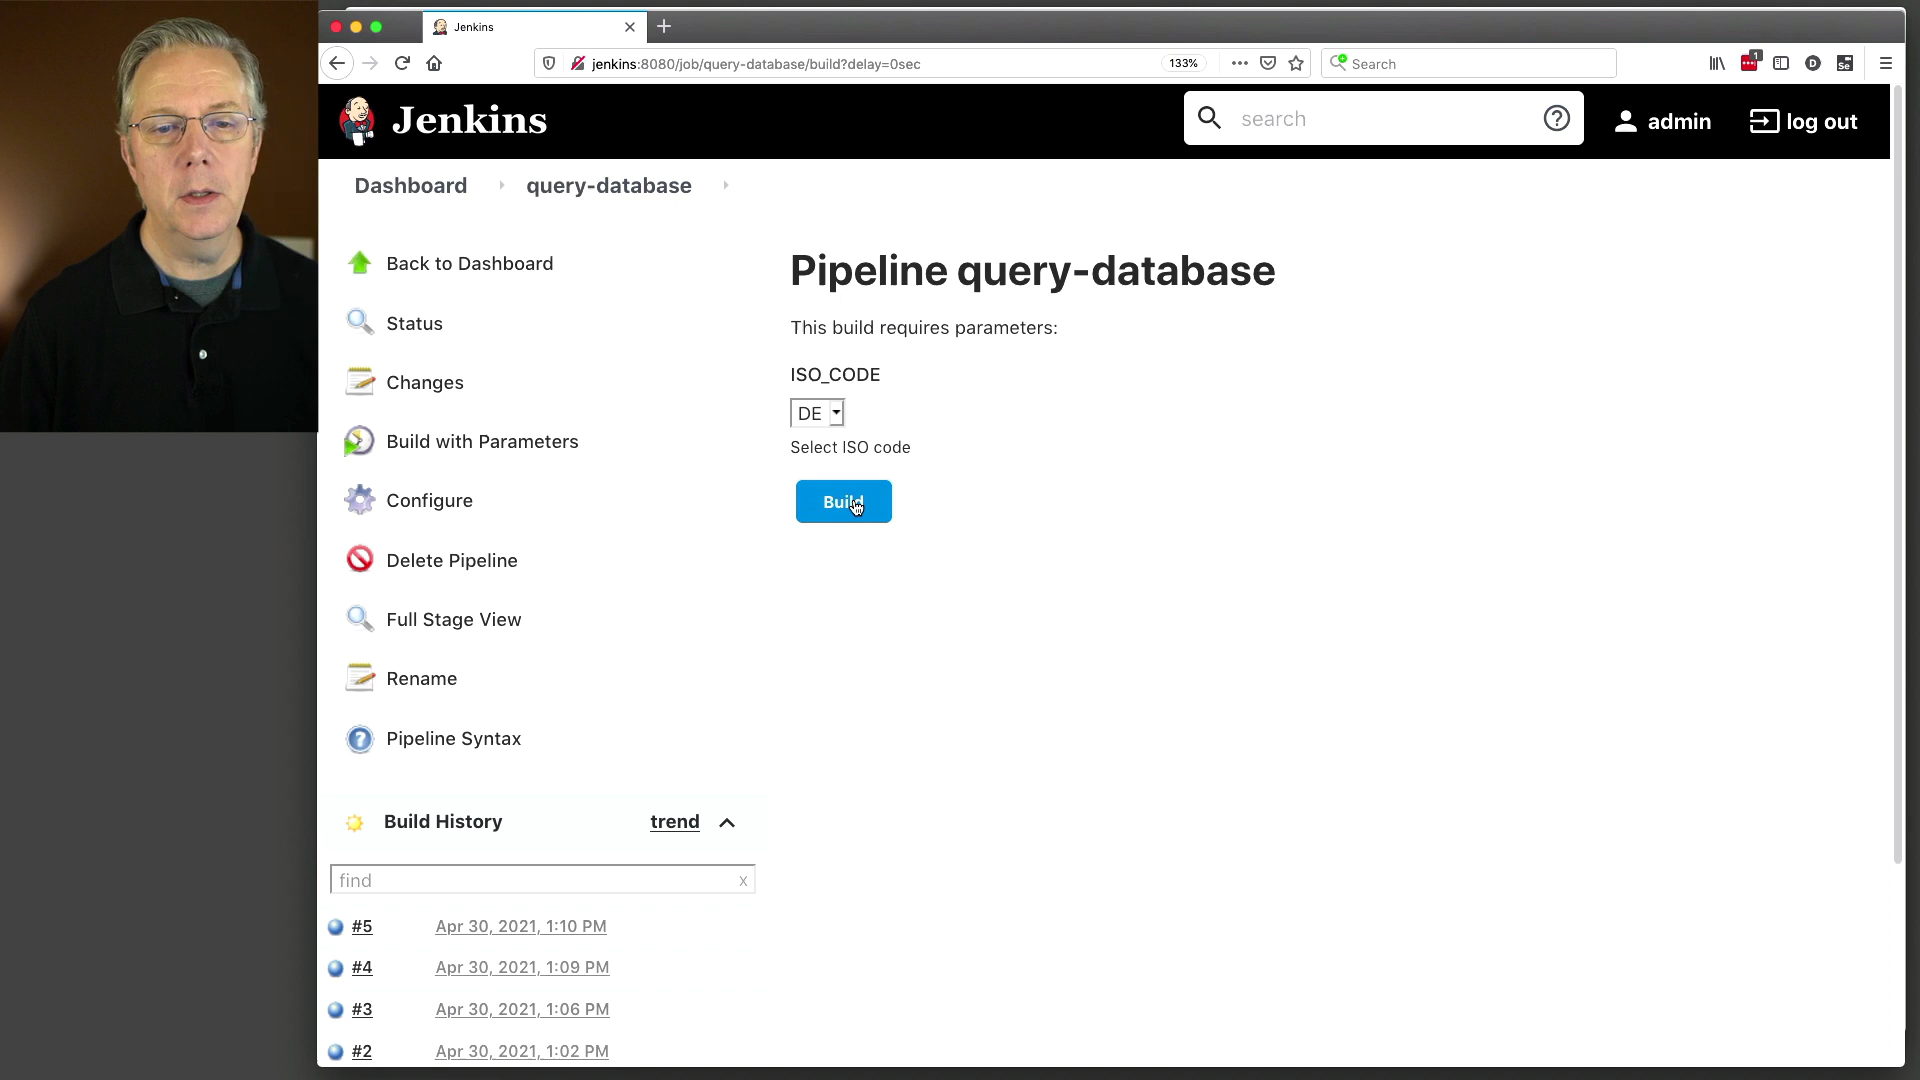 Jenkins
jenkins:8080/job/query-database/build?delay=0sec
133%
Search
1
D
Se
Jenkins
search
admin
log out
Dashboard
query-database
Back to Dashboard
Status
Changes
Build with Parameters
Configure
Delete Pipeline
Full Stage View
Rename
Pipeline Syntax
Build History
trend
find
x
#5 Apr 30, 2021, 1:10 PM
#4 Apr 30, 2021, 1:09 PM
#3 Apr 30, 2021, 1:06 PM
#2 Apr 30, 2021, 1:02 PM
Pipeline query-database
This build requires parameters:
ISO_CODE
DE
Select ISO code
Build